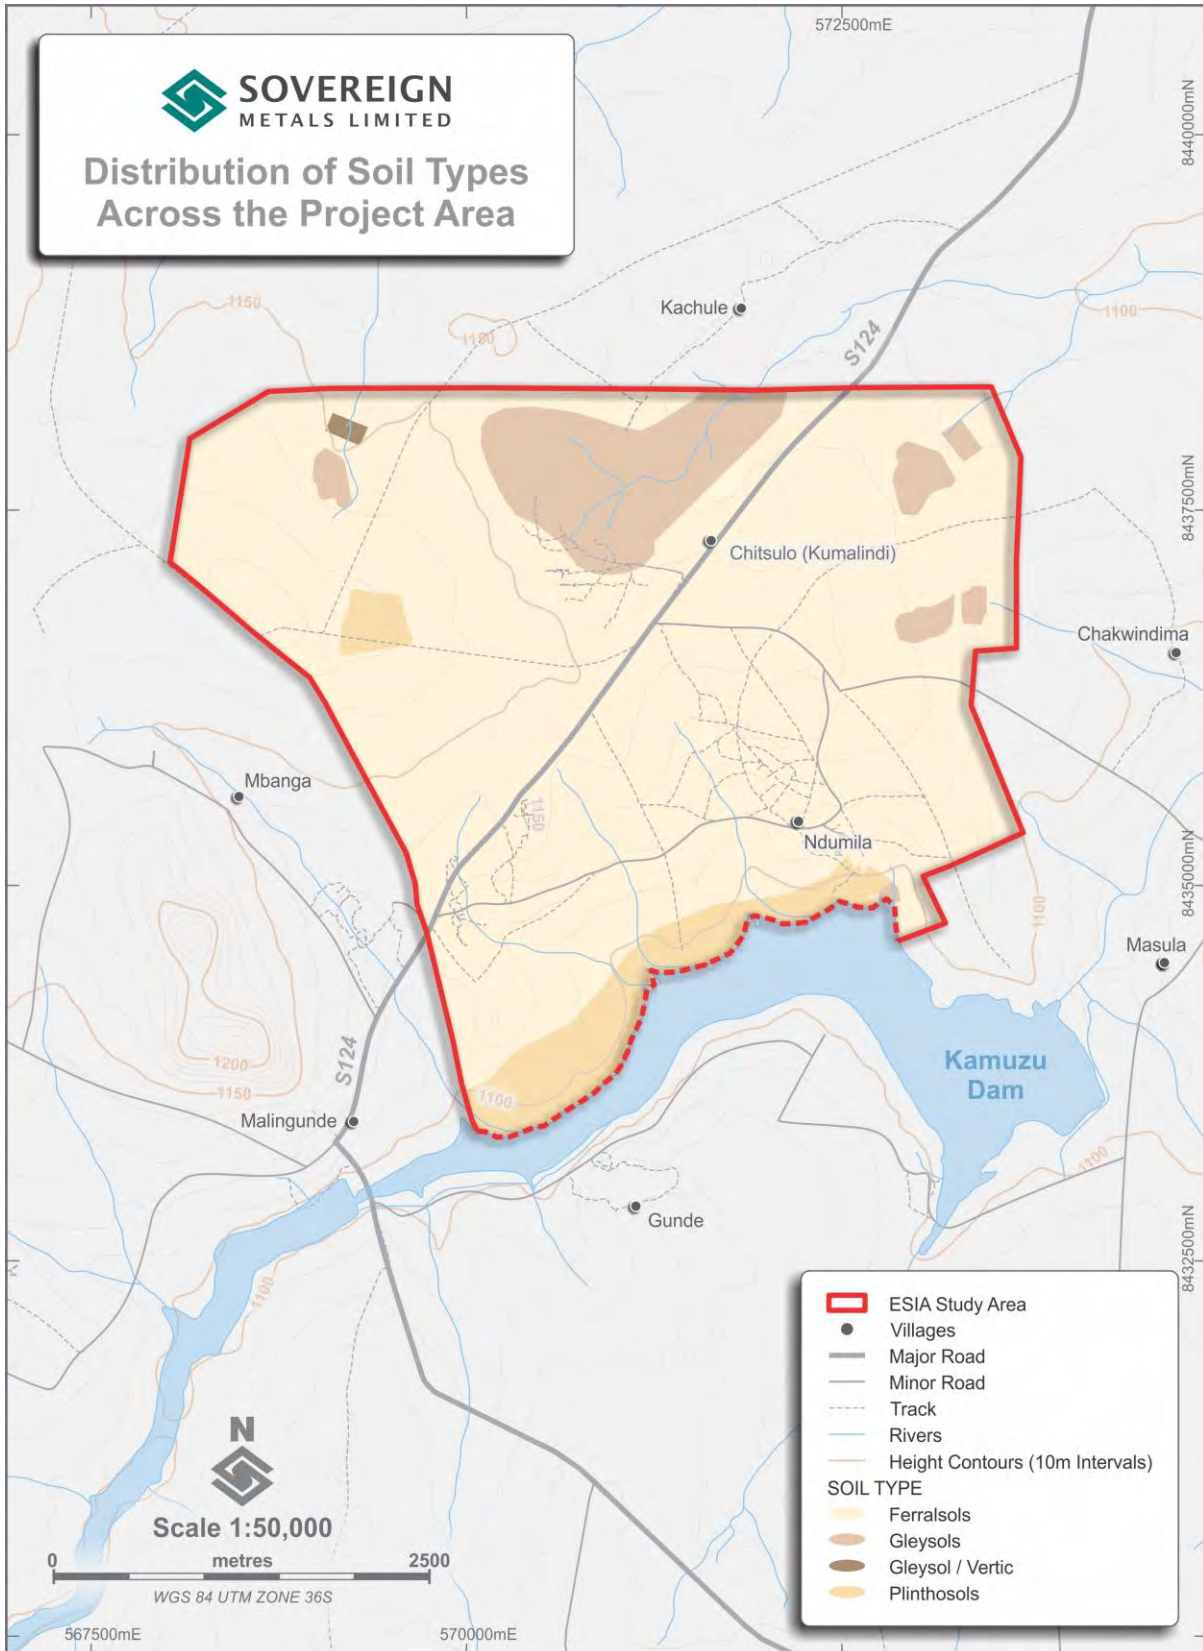 572500mE
SOVEREIGN
METALS LIMITED
Distribution of Soil Types
Across the Project Area
8440000mN
1150
1100
Kachule
S124
1100
8437500mN
Chitsulo (Kumalindi)
Chakwindima
Mbanga
1150
Ndumila
8435000mN
1100
Masula
1200
1150
S124
Kamuzu
Dam
1100
Malingunde
1100
Gunde
8432500mN
1100
ESIA Study Area
Villages
Major Road
Minor Road
Track
Rivers
Height Contours (10m Intervals)
SOIL TYPE
Ferralsols
Gleysols
Gleysol / Vertic
Plinthosols
N
Scale 1:50,000
0 metres 2500
WGS 84 UTM ZONE 36S
567500mE
570000mE